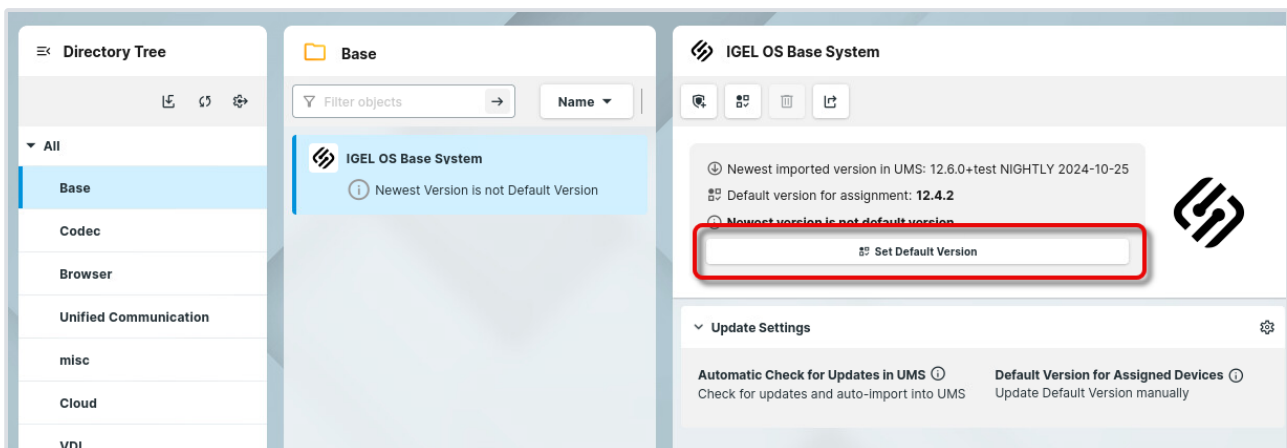 Directory Tree
All
Base
Codec
Browser
Unified Communication
misc
Cloud
VDI
Base
Filter objects
Name
IGEL OS Base System
Newest Version is not Default Version
IGEL OS Base System
Newest imported version in UMS: 12.6.0+test NIGHTLY 2024-10-25
Default version for assignment: 12.4.2
Newest version is not default version
Set Default Version
Update Settings
Automatic Check for Updates in UMS
Check for updates and auto-import into UMS
Default Version for Assigned Devices
Update Default Version manually